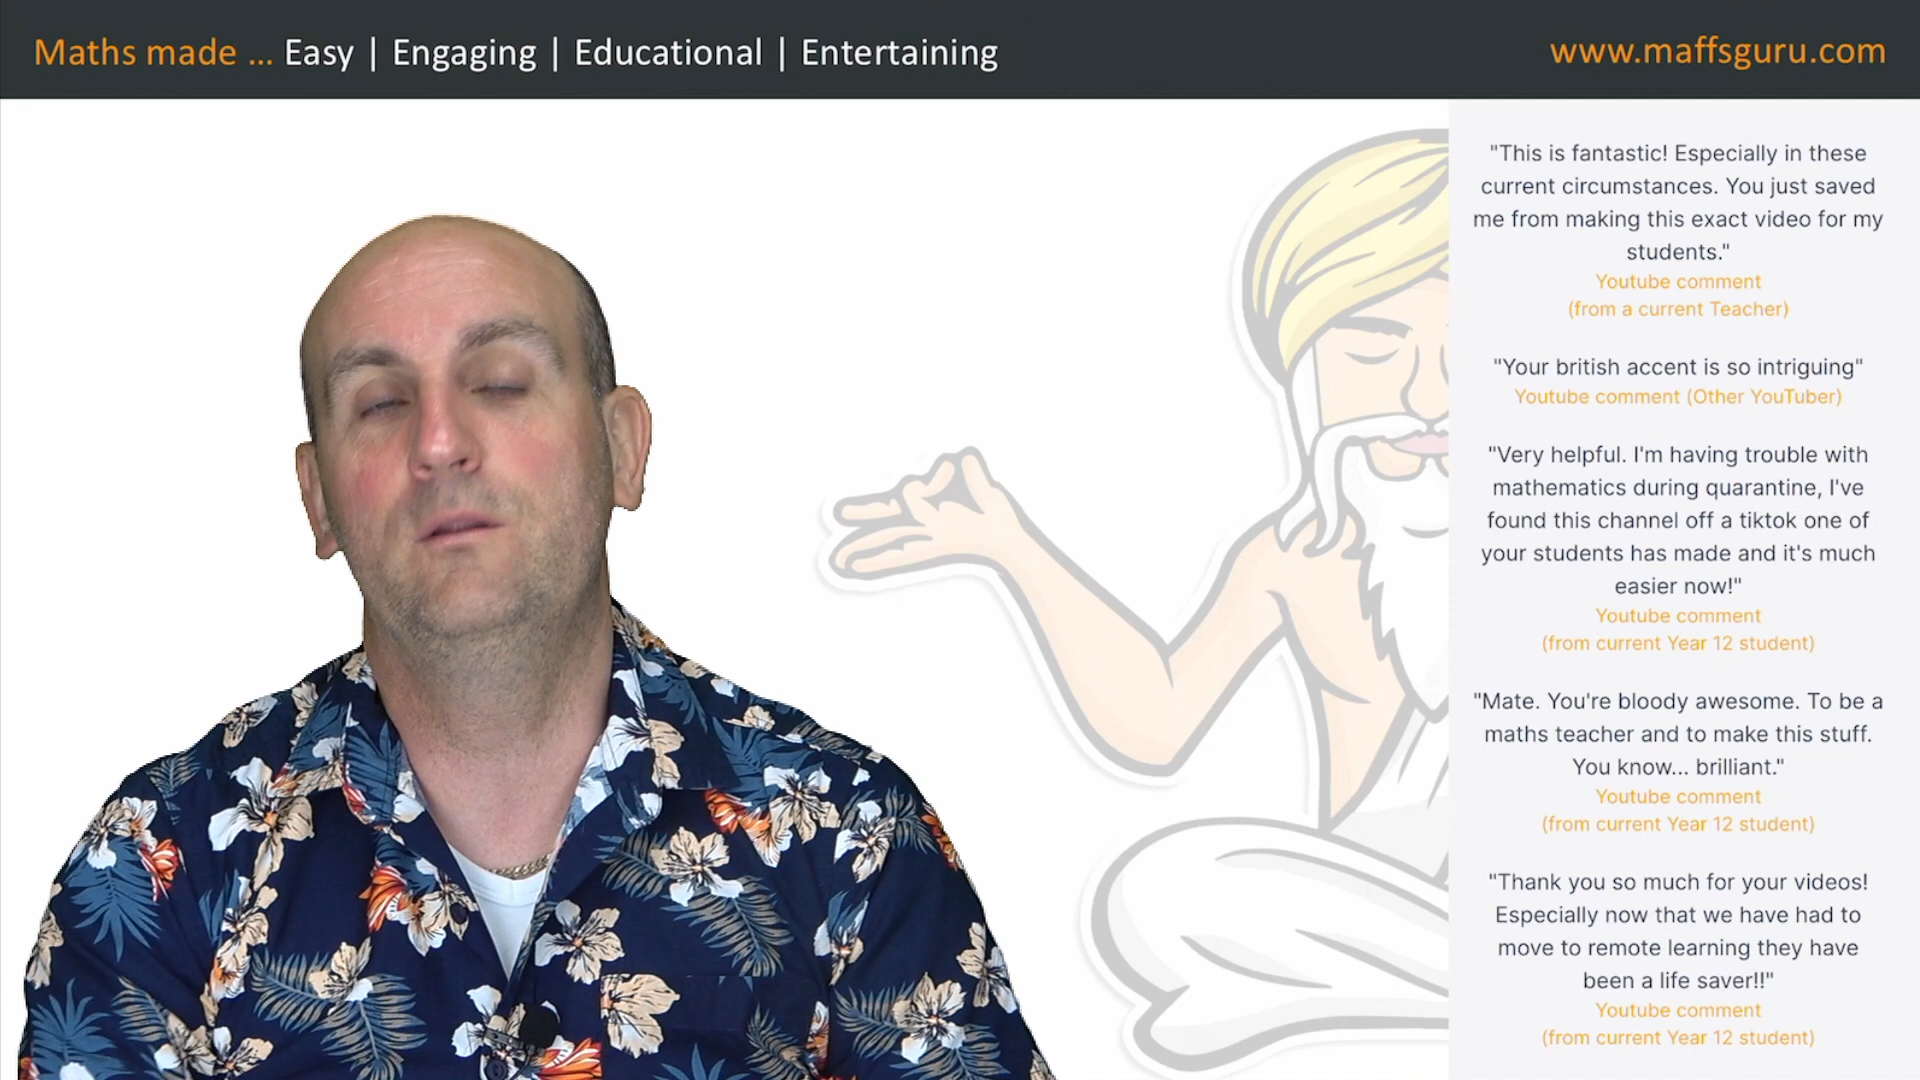 Maths made ... Easy | Engaging | Educational | Entertaining
www.maffsguru.com
"This is fantastic! Especially in these
current circumstances. You just saved
me from making this exact video for my
students."
Youtube comment
(from a current Teacher)
"Your british accent is so intriguing"
Youtube comment (Other YouTuber)
"Very helpful. I'm having trouble with
mathematics during quarantine, I've
found this channel off a tiktok one of
your students has made and it's much
easier now!"
Youtube comment
(from current Year 12 student)
"Mate. You're bloody awesome. To be a
maths teacher and to make this stuff.
You know... brilliant."
Youtube comment
(from current Year 12 student)
"Thank you so much for your videos!
Especially now that we have had to
move to remote learning they have
been a life saver!!"
Youtube comment
(from current Year 12 student)